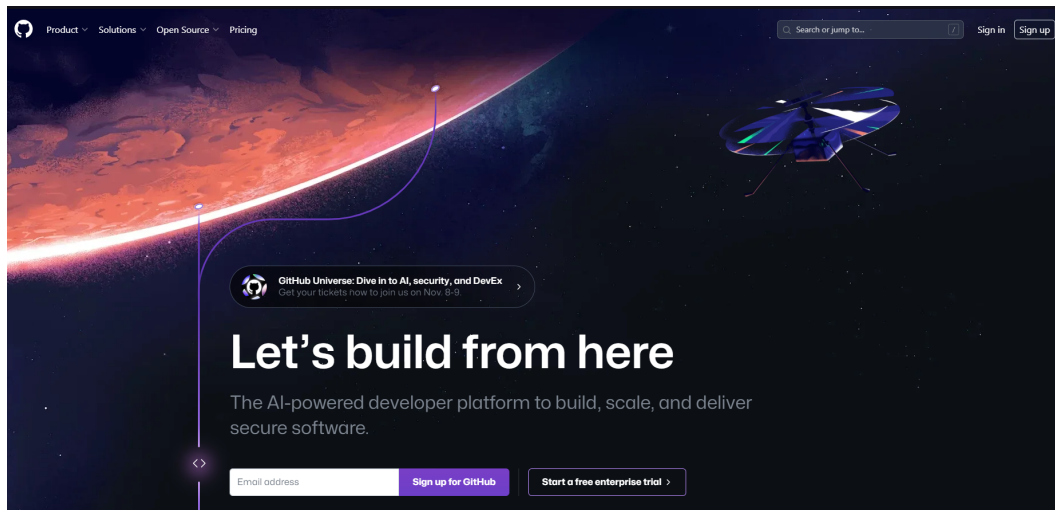 Product Solutions Open Source Pricing Search or jump to... / Sign in Sign up
GitHub Universe: Dive in to AI, security, and DevEx
Get your tickets now to join us on Nov. 8-9.
Let’s build from here
The AI-powered developer platform to build, scale, and deliver
secure software.
Email address Sign up for GitHub Start a free enterprise trial